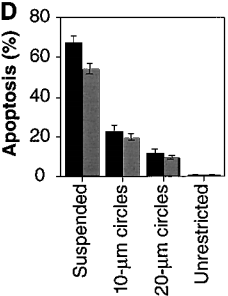 D
Apoptosis (%)
80
60
40
20
0
Suspended
10-μm circles
20-μm circles
Unrestricted